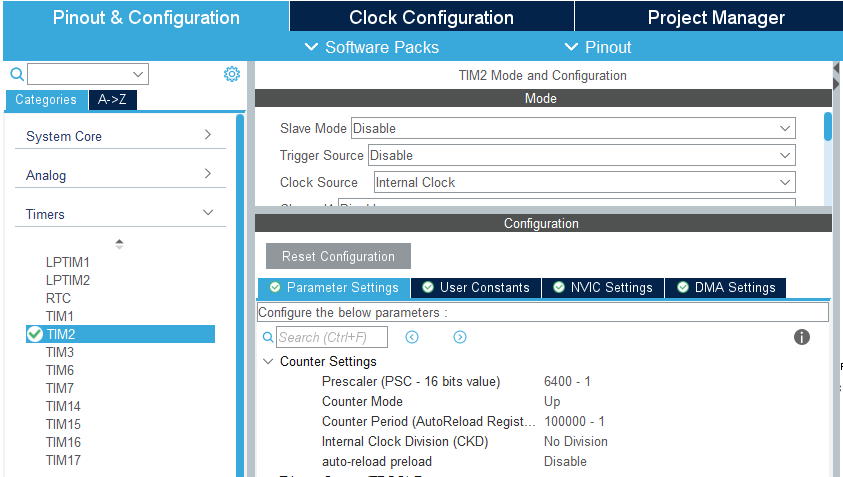 Pinout & Configuration
Clock Configuration
Project Manager
Software Packs
Pinout
Categories
A->Z
System Core
Analog
Timers
LPTIM1
LPTIM2
RTC
TIM1
TIM2
TIM3
TIM6
TIM7
TIM14
TIM15
TIM16
TIM17
TIM2 Mode and Configuration
Mode
Slave Mode Disable
Trigger Source Disable
Clock Source Internal Clock
Configuration
Reset Configuration
Parameter Settings
User Constants
NVIC Settings
DMA Settings
Configure the below parameters :
Search (Ctrl+F)
Counter Settings
Prescaler (PSC - 16 bits value) 6400 - 1
Counter Mode Up
Counter Period (AutoReload Regist... 100000 - 1
Internal Clock Division (CKD) No Division
auto-reload preload Disable